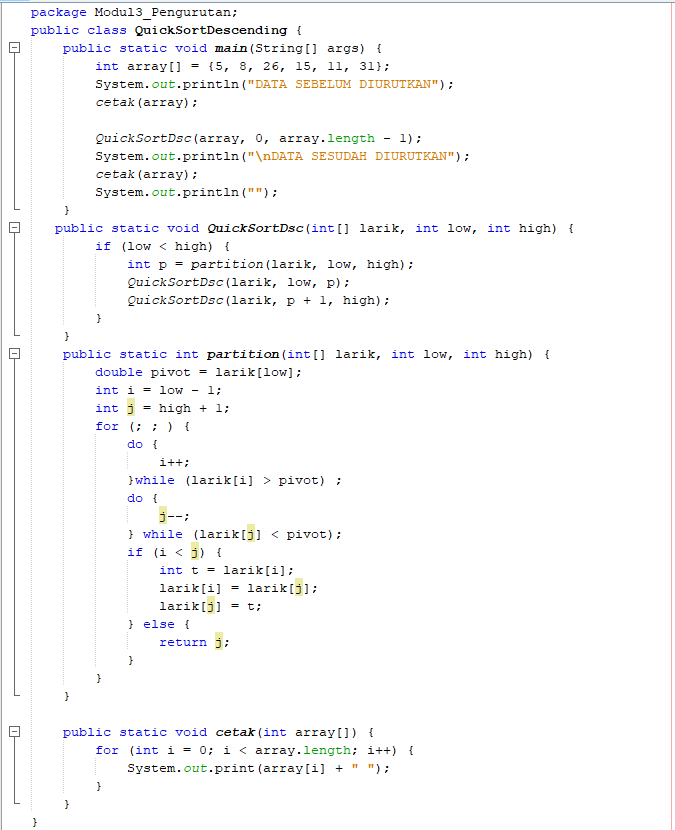 package Modul3_Pengurutan;
public class QuickSortDescending {
    public static void main(String[] args) {
        int array[] = {5, 8, 26, 15, 11, 31};
        System.out.println("DATA SEBELUM DIURUTKAN");
        cetak(array);

        QuickSortDsc(array, 0, array.length - 1);
        System.out.println("\nDATA SESUDAH DIURUTKAN");
        cetak(array);
        System.out.println("");
    }
   public static void QuickSortDsc(int[] larik, int low, int high) {
        if (low < high) {
            int p = partition(larik, low, high);
            QuickSortDsc(larik, low, p);
            QuickSortDsc(larik, p + 1, high);
        }
    }
    public static int partition(int[] larik, int low, int high) {
        double pivot = larik[low];
        int i = low - 1;
        int j = high + 1;
        for (; ; ) {
            do {
                i++;
            }while (larik[i] > pivot) ;
            do {
                j--;
            } while (larik[j] < pivot);
            if (i < j) {
                int t = larik[i];
                larik[i] = larik[j];
                larik[j] = t;
            } else {
                return j;
            }
        }
    }

    public static void cetak(int array[]) {
        for (int i = 0; i < array.length; i++) {
            System.out.print(array[i] + " ");
        }
    }
}